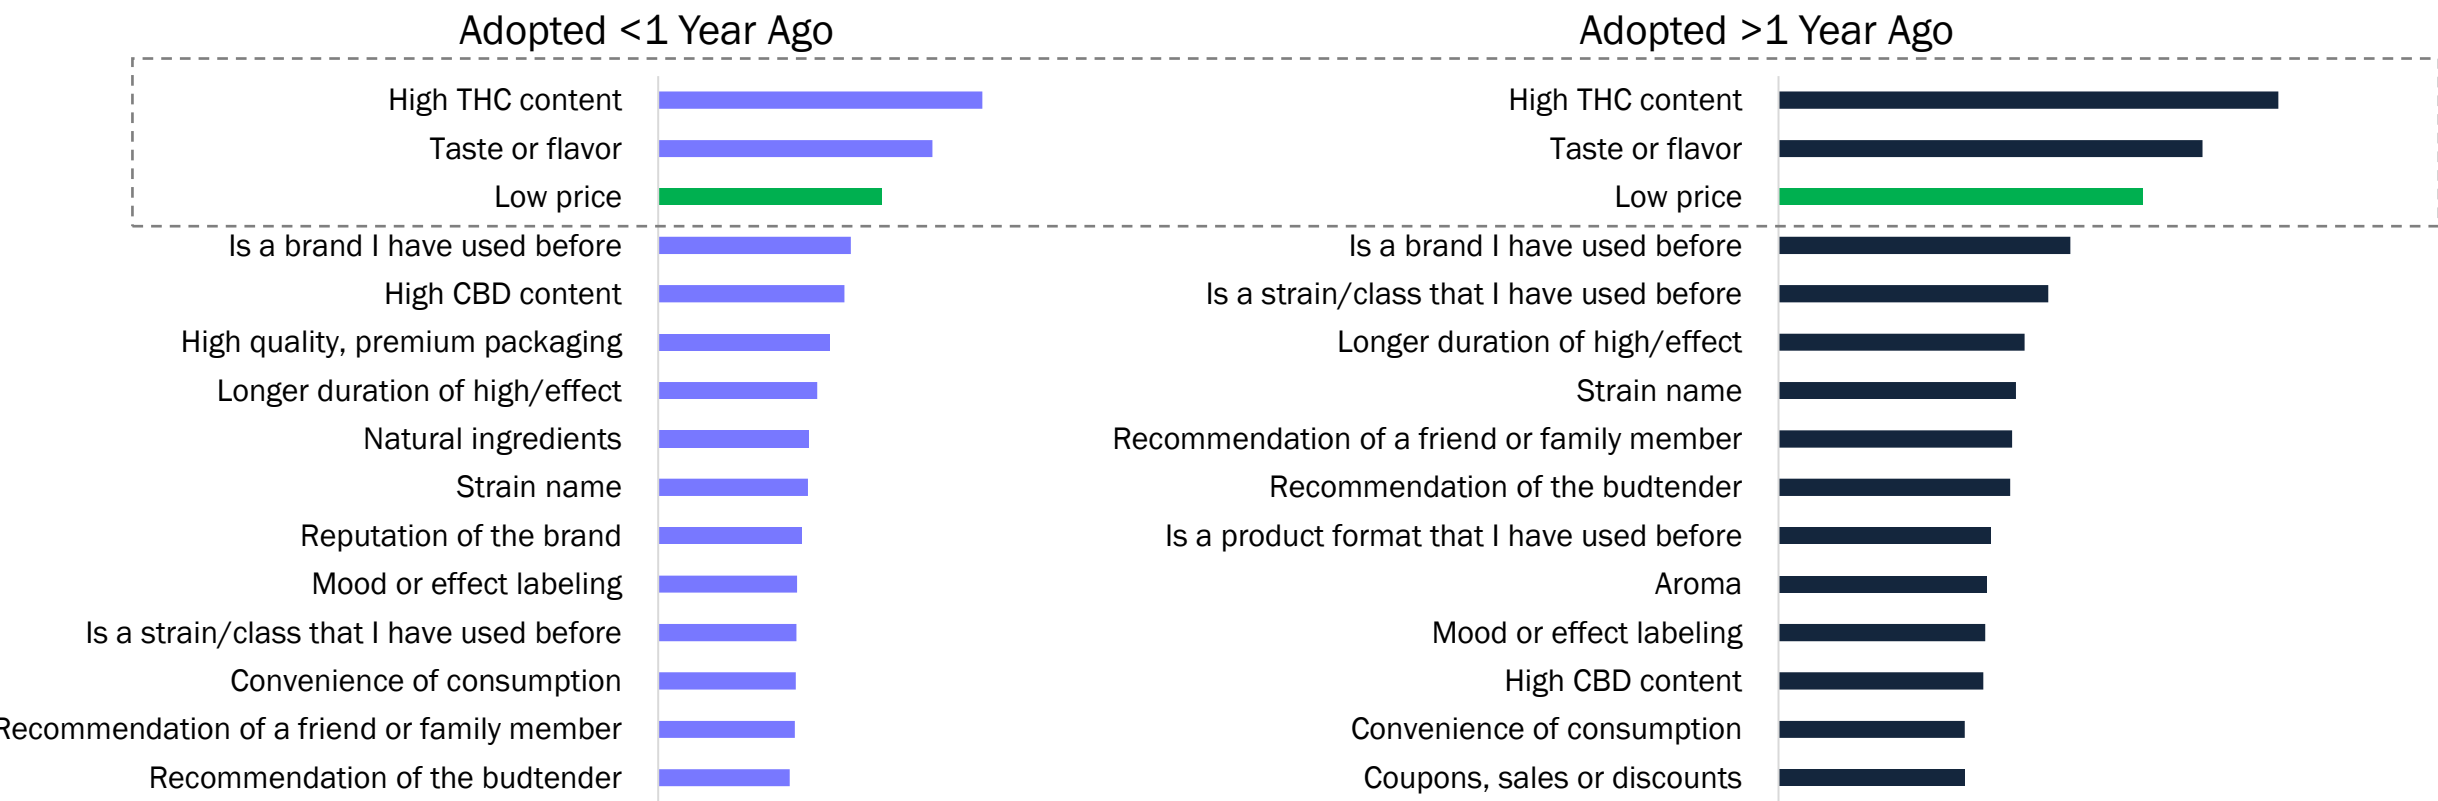 Adopted <1 Year Ago
High THC content
Taste or flavor
Low price
Is a brand I have used before
High CBD content
High quality, premium packaging
Longer duration of high/effect
Natural ingredients
Strain name
Reputation of the brand
Mood or effect labeling
Is a strain/class that I have used before
Convenience of consumption
Recommendation of a friend or family member
Recommendation of the budtender
Adopted >1 Year Ago
High THC content
Taste or flavor
Low price
Is a brand I have used before
Is a strain/class that I have used before
Longer duration of high/effect
Strain name
Recommendation of a friend or family member
Recommendation of the budtender
Is a product format that I have used before
Aroma
Mood or effect labeling
High CBD content
Convenience of consumption
Coupons, sales or discounts